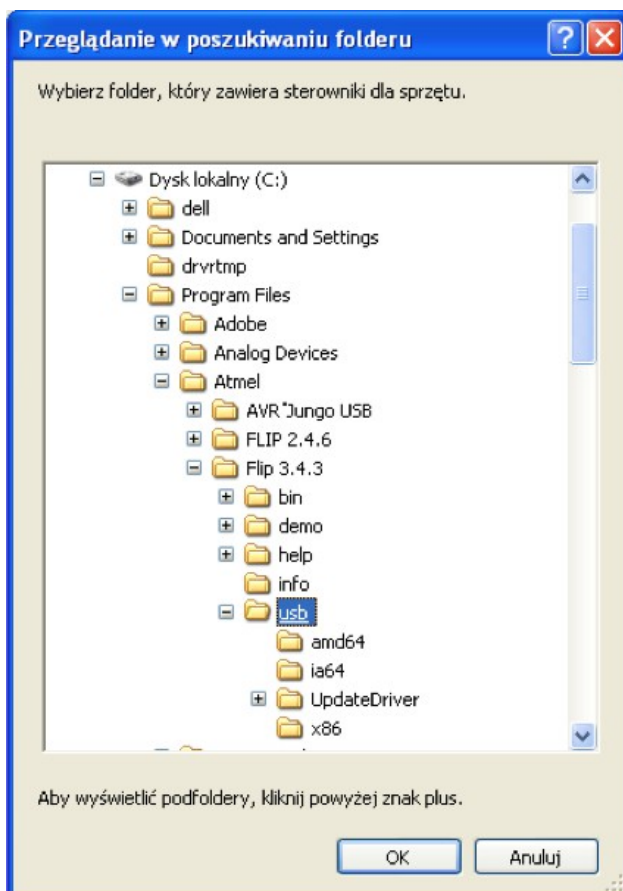 Przeglądanie w poszukiwaniu folderu
Wybierz folder, który zawiera sterowniki dla sprzętu.
Dysk lokalny (C:)
dell
Documents and Settings
drvrtmp
Program Files
Adobe
Analog Devices
Atmel
AVR Jungo USB
FLIP 2.4.6
Flip 3.4.3
bin
demo
help
info
usb
amd64
ia64
UpdateDriver
x86
Aby wyświetlić podfoldery, kliknij powyżej znak plus.
OK Anuluj